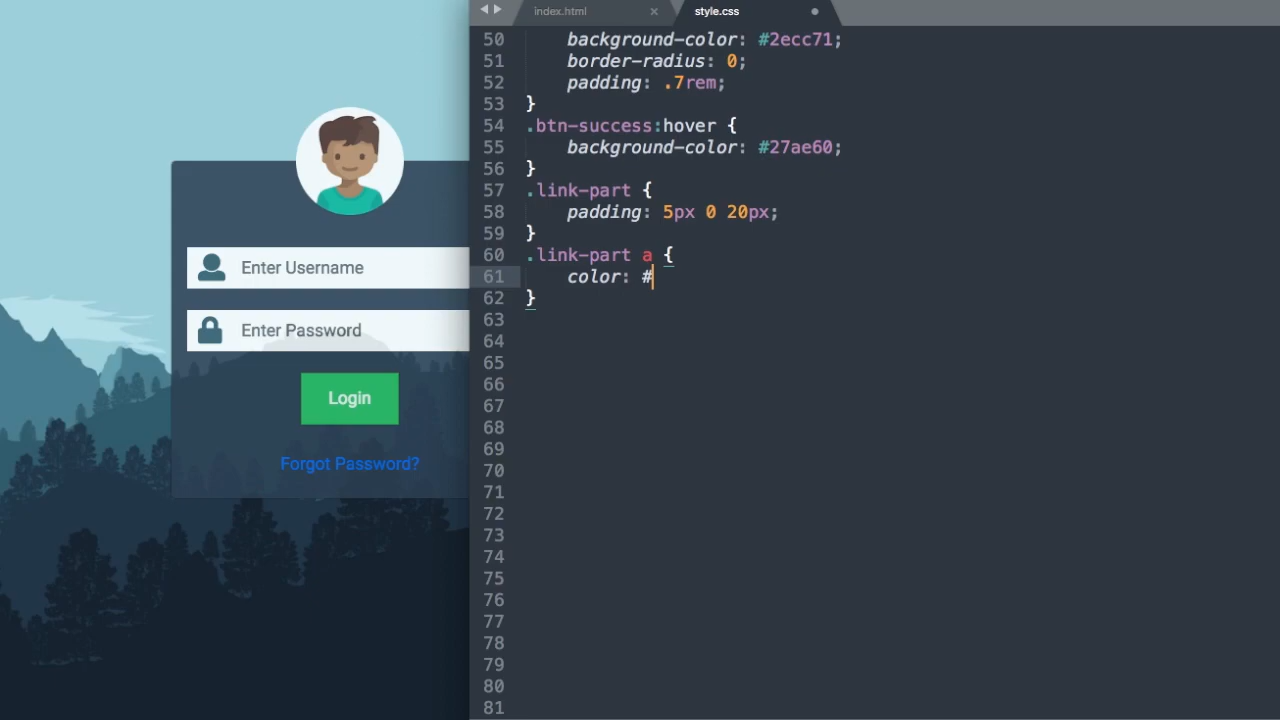 Enter Username
Enter Password
Login
Forgot Password?
index.html
style.css
50 background-color: #2ecc71;
51 border-radius: 0;
52 padding: .7rem;
53 }
54 .btn-success:hover {
55 background-color: #27ae60;
56 }
57 .link-part {
58 padding: 5px 0 20px;
59 }
60 .link-part a {
61 color: #
62 }
63
64
65
66
67
68
69
70
71
72
73
74
75
76
77
78
79
80
81